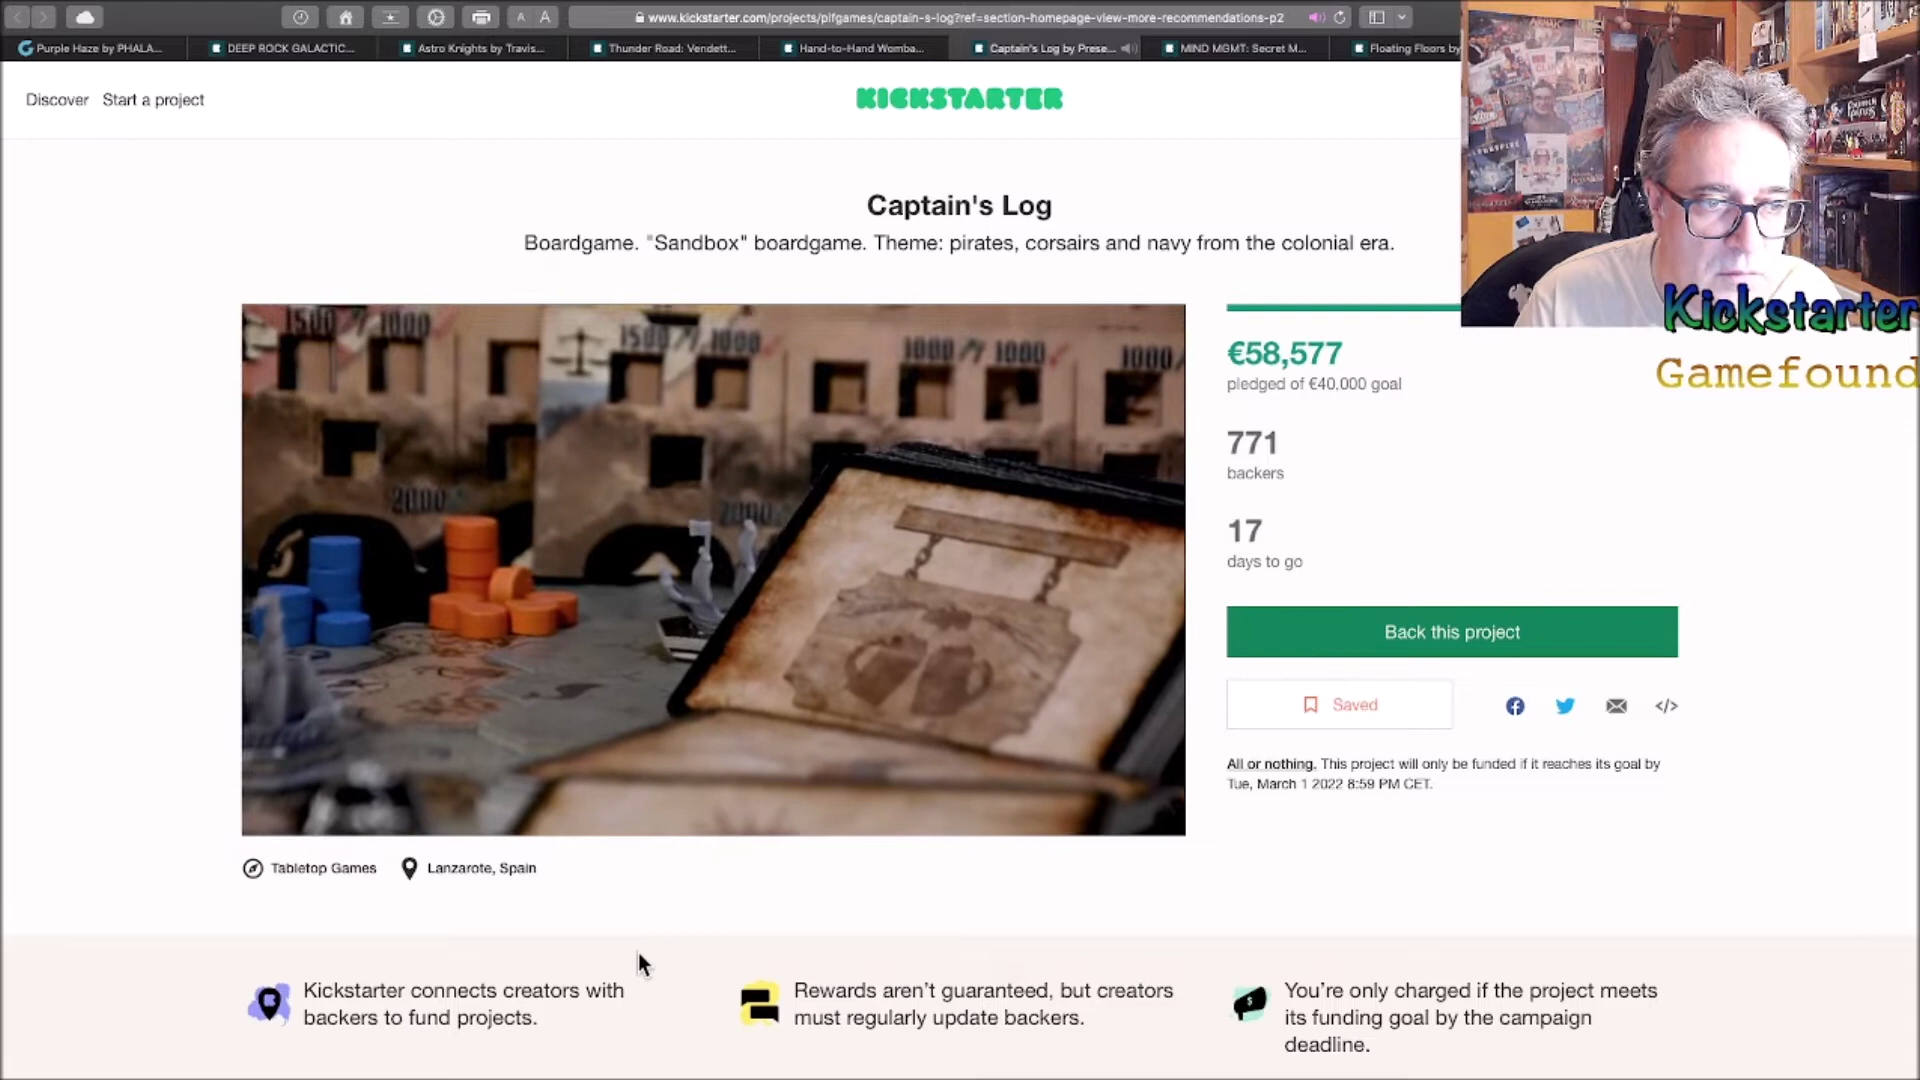 www.kickstarter.com/projects/plfgames/captain-s-log?ref=section-homepage-view-more-recommendations-p2
Purple Haze by PHALA...
DEEP ROCK GALACTIC...
Astro Knights by Travis...
Thunder Road: Vendett...
Hand-to-Hand Womba...
Captain's Log by Prese...
MIND MGMT: Secret M...
Floating Floors by
Discover
Start a project
KICKSTARTER
Captain's Log
Boardgame. "Sandbox" boardgame. Theme: pirates, corsairs and navy from the colonial era.
Kickstarter
Gamefound
€58,577
pledged of €40,000 goal
771
backers
17
days to go
Back this project
Saved
All or nothing. This project will only be funded if it reaches its goal by
Tue, March 1 2022 8:59 PM CET.
Tabletop Games
Lanzarote, Spain
Kickstarter connects creators with
backers to fund projects.
Rewards aren't guaranteed, but creators
must regularly update backers.
You're only charged if the project meets
its funding goal by the campaign
deadline.